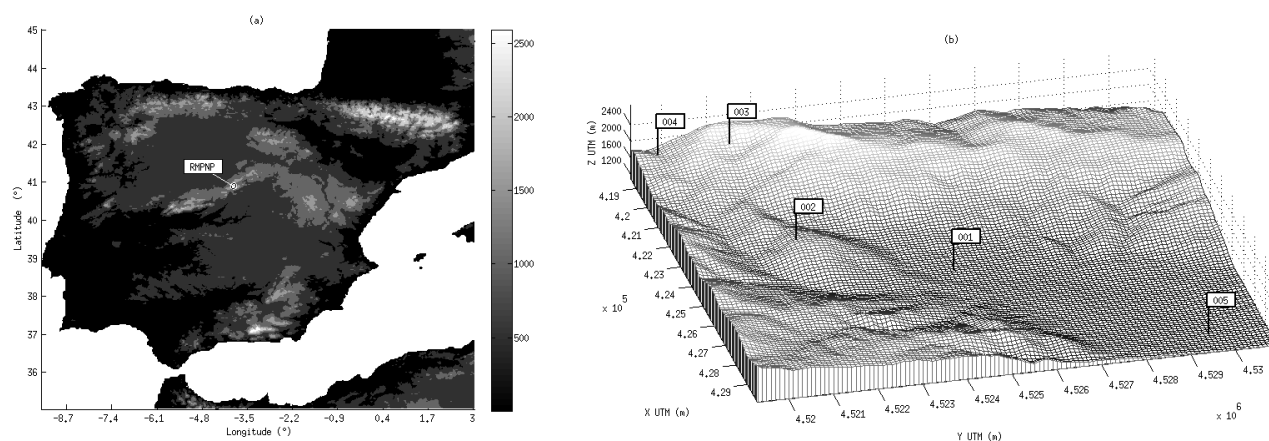 (a)
45
44
43
42
41
40
39
38
37
36
Latitude (°)
RMPNP
-8.7 -7.4 -6.1 -4.8 -3.5 -2.2 -0.9 0.4 1.7 3
Longitude (°)
2500
2000
1500
1000
500
(b)
2400
2000
1600
1200
Z UTM (m)
004
003
002
001
005
4.19
4.2
4.21
4.22
4.23
4.24
4.25
4.26
4.27
4.28
4.29
x 10^5
X UTM (m)
4.52 4.521 4.522 4.523 4.524 4.525 4.526 4.527 4.528 4.529 4.53
x 10^6
Y UTM (m)